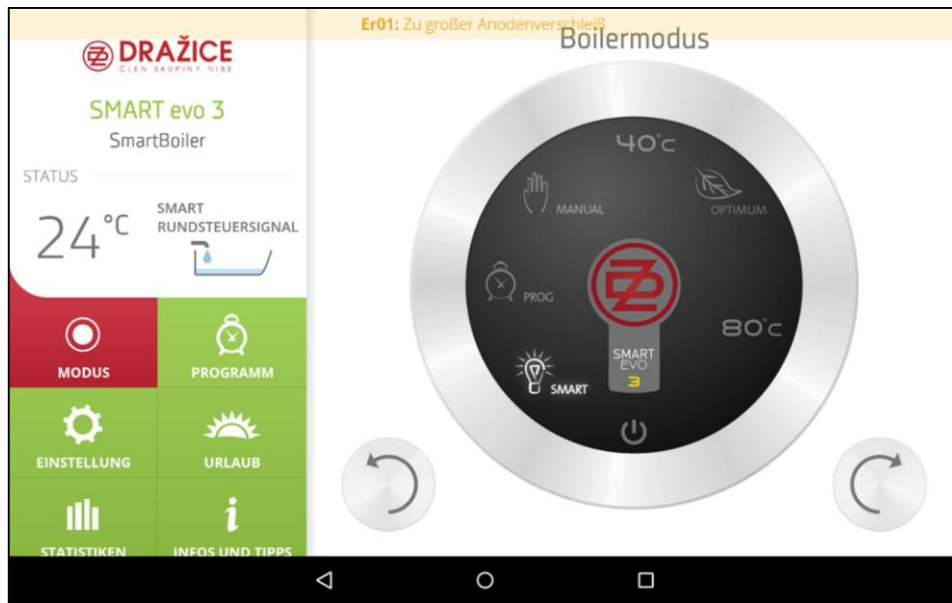 Er01: Zu großer Anodenverschleiß
DRAŽICE
ČLEN SKUPINY NIBE
SMART evo 3
SmartBoiler
STATUS
24°C
SMART
RUNDSTEUERSIGNAL
MODUS
PROGRAMM
EINSTELLUNG
URLAUB
STATISTIKEN
INFOS UND TIPPS
Boilermodus
40°C
MANUAL
OPTIMUM
PROG
80°C
SMART
EVO
3
SMART